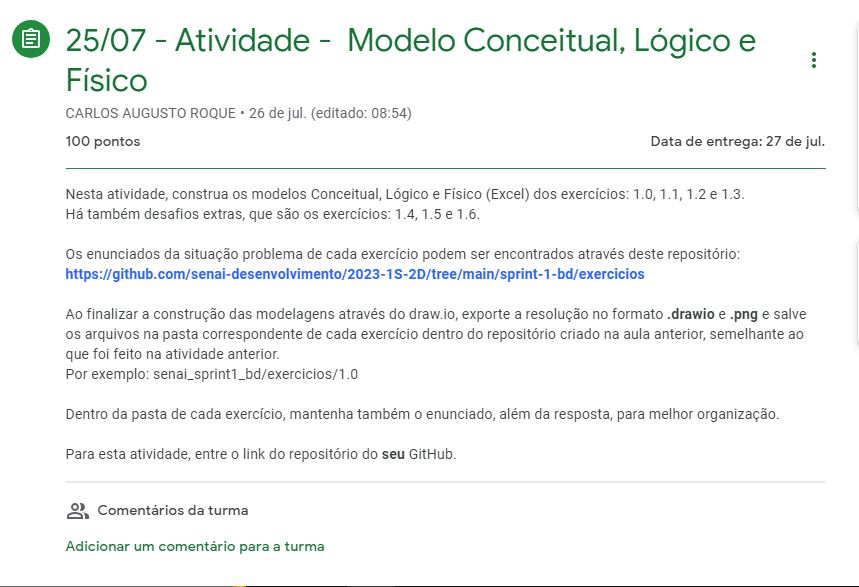 25/07 - Atividade - Modelo Conceitual, Lógico e
Físico
CARLOS AUGUSTO ROQUE • 26 de jul. (editado: 08:54)
100 pontos
Data de entrega: 27 de jul.
Nesta atividade, construa os modelos Conceitual, Lógico e Físico (Excel) dos exercícios: 1.0, 1.1, 1.2 e 1.3.
Há também desafios extras, que são os exercícios: 1.4, 1.5 e 1.6.
Os enunciados da situação problema de cada exercício podem ser encontrados através deste repositório:
https://github.com/senai-desenvolvimento/2023-1S-2D/tree/main/sprint-1-bd/exercicios
Ao finalizar a construção das modelagens através do draw.io, exporte a resolução no formato .drawio e .png e salve
os arquivos na pasta correspondente de cada exercício dentro do repositório criado na aula anterior, semelhante ao
que foi feito na atividade anterior.
Por exemplo: senai_sprint1_bd/exercicios/1.0
Dentro da pasta de cada exercício, mantenha também o enunciado, além da resposta, para melhor organização.
Para esta atividade, entre o link do repositório do seu GitHub.
Comentários da turma
Adicionar um comentário para a turma